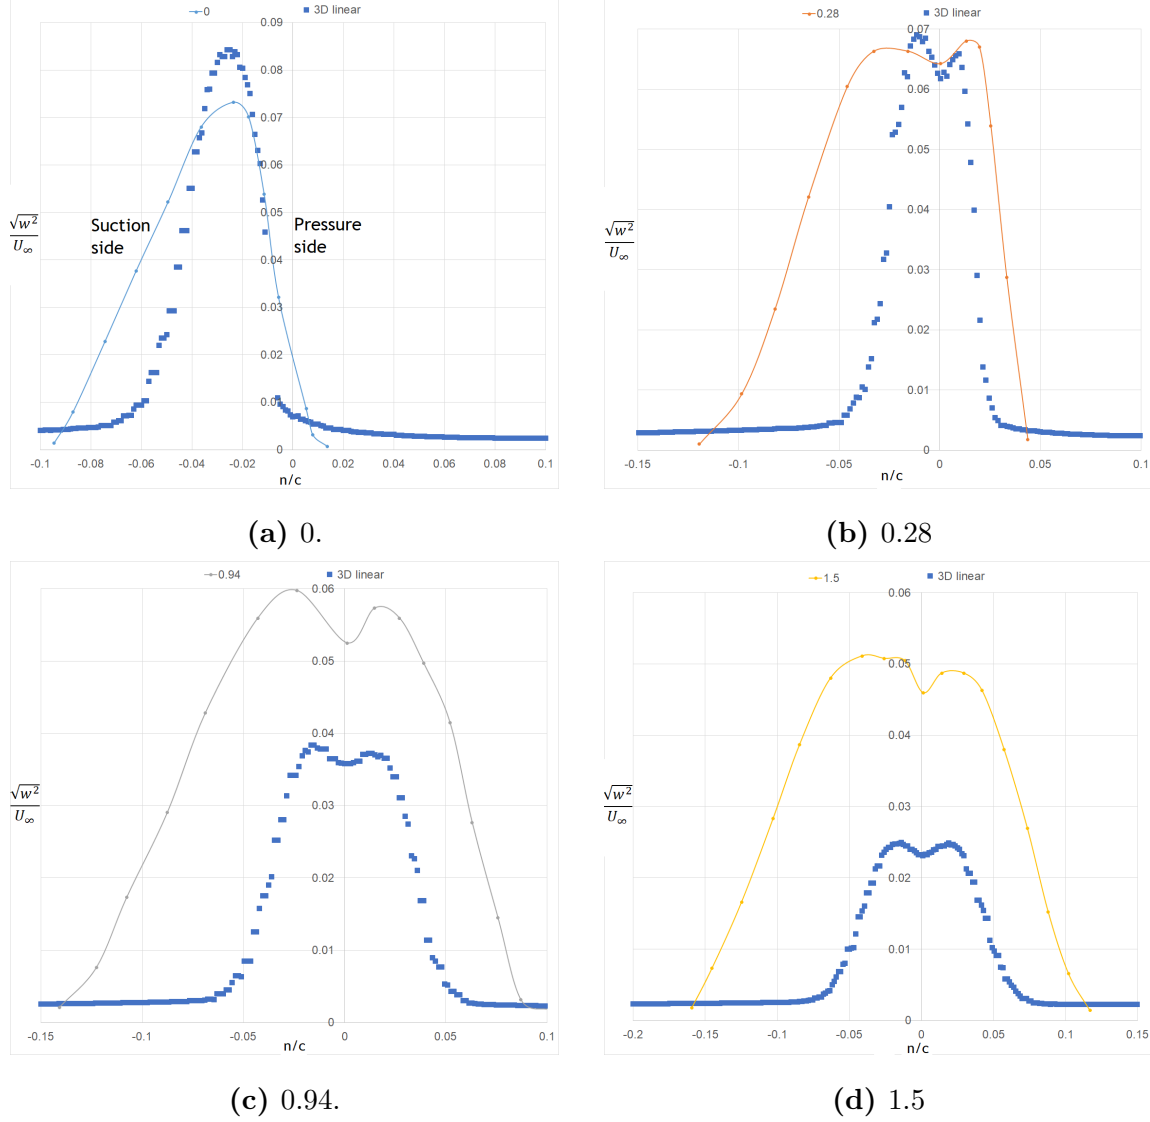 0 3D linear
0.09
0.08
0.07
0.06
0.05
0.04
0.03
0.02
0.01
0
Suction
side
Pressure
side
√w²
U∞
-0.1 -0.08 -0.06 -0.04 -0.02 0 0.02 0.04 0.06 0.08 0.1
n/c
(a) 0.
0.28 3D linear
0.07
0.06
0.05
0.04
0.03
0.02
0.01
0
√w²
U∞
-0.15 -0.1 -0.05 0 0.05 0.1
n/c
(b) 0.28
0.94 3D linear
0.06
0.05
0.04
0.03
0.02
0.01
0
√w²
U∞
-0.15 -0.1 -0.05 0 0.05 0.1
n/c
(c) 0.94.
1.5 3D linear
0.06
0.05
0.04
0.03
0.02
0.01
0
√w²
U∞
-0.2 -0.15 -0.1 -0.05 0 0.05 0.1 0.15
n/c
(d) 1.5